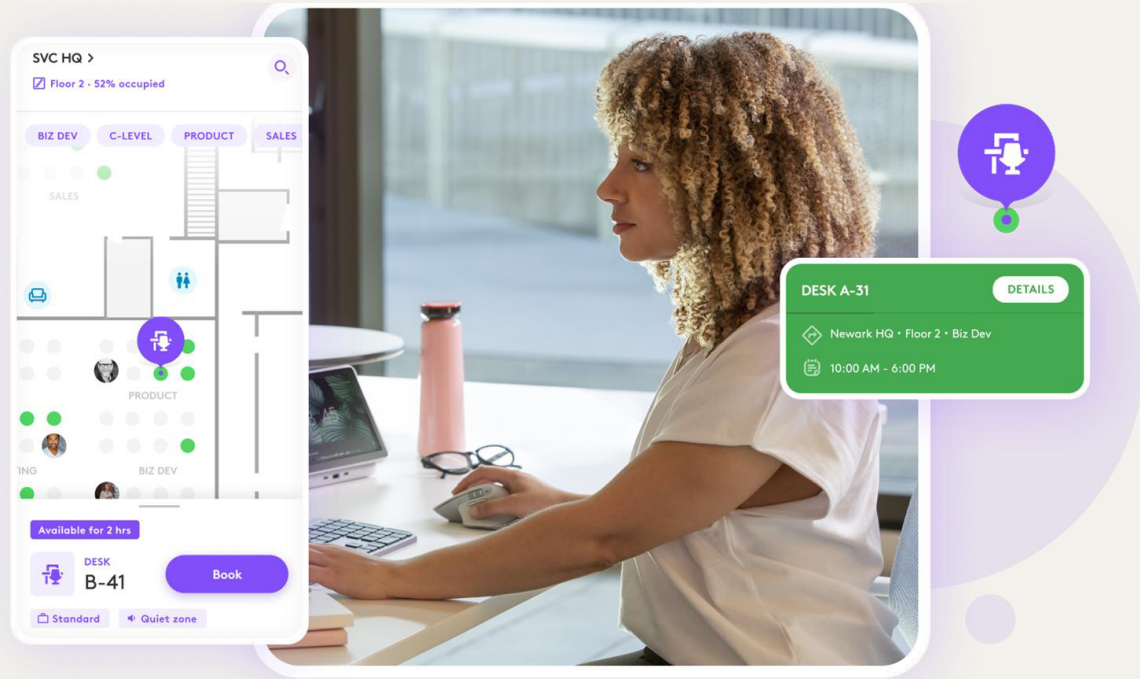 SVC HQ >
Floor 2 · 52% occupied
BIZ DEV
C-LEVEL
PRODUCT
SALES
SALES
PRODUCT
BIZ DEV
Available for 2 hrs
DESK
B-41
Book
Standard
Quiet zone
DESK A-31
DETAILS
Newark HQ • Floor 2 • Biz Dev
10:00 AM - 6:00 PM